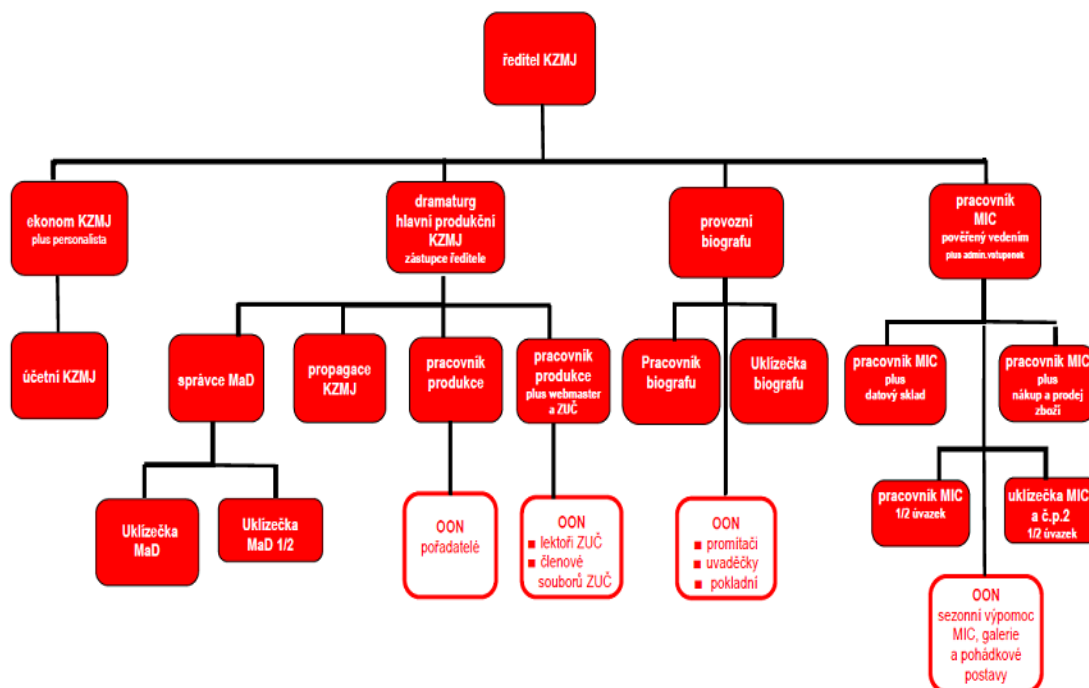 ředitel KZMJ
ekonom KZMJ
plus personalista
dramaturg
hlavní produkční
KZMJ
zástupce ředitele
provozní
biografu
pracovník
MIC
pověřený vedením
plus admin.vstupenek
účetní KZMJ
správce MaD
propagace
KZMJ
pracovník
produkce
pracovník
produkce
plus webmaster
a ZUČ
Pracovník
biografu
Uklízečka
biografu
pracovník MIC
plus
datový sklad
pracovník MIC
plus
nákup a prodej
zboží
Uklízečka
MaD
Uklízečka
MaD 1/2
OON
pořadatelé
OON
■ lektoři ZUČ
■ členové
souborů ZUČ
OON
■ promítači
■ uvaděčky
■ pokladní
pracovník MIC
1/2 úvazek
uklízečka MIC
a č.p.2
1/2 úvazek
OON
sezonní výpomoc
MIC, galerie
a pohádkové
postavy